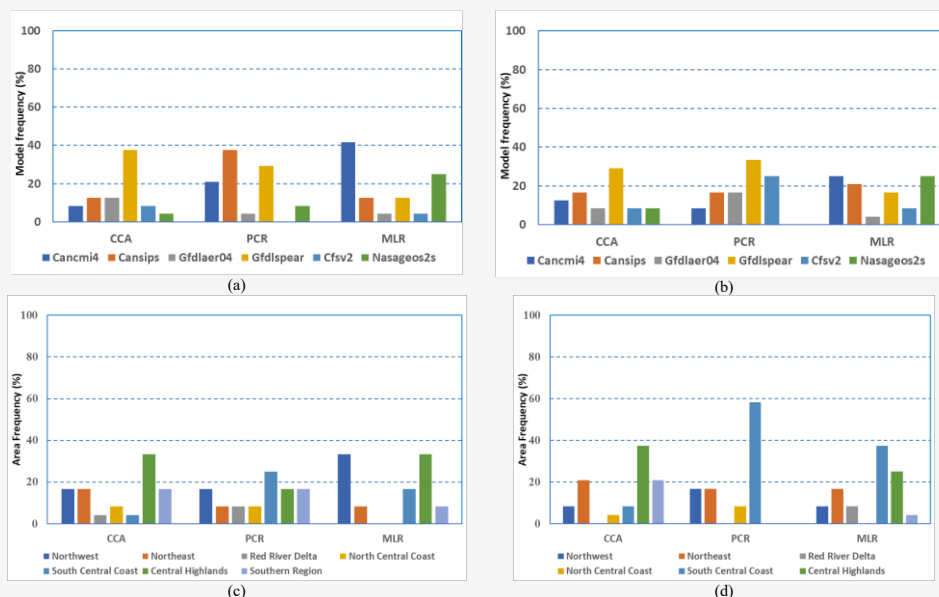 100
80
60
40
20
0
Model frequency (%)
CCA PCR MLR
Cancmi4 Cansips Gfdlaer04 Gfdlspear Cfsv2 Nasageos2s
(a)
100
80
60
40
20
0
Model frequency (%)
CCA PCR MLR
Cancmi4 Cansips Gfdlaer04 Gfdlspear Cfsv2 Nasageos2s
(b)
100
80
60
40
20
0
Area Frequency (%)
CCA PCR MLR
Northwest Northeast Red River Delta North Central Coast
South Central Coast Central Highlands Southern Region
(c)
100
80
60
40
20
0
Area Frequency (%)
CCA PCR MLR
Northwest Northeast Red River Delta
North Central Coast South Central Coast Central Highlands
(d)